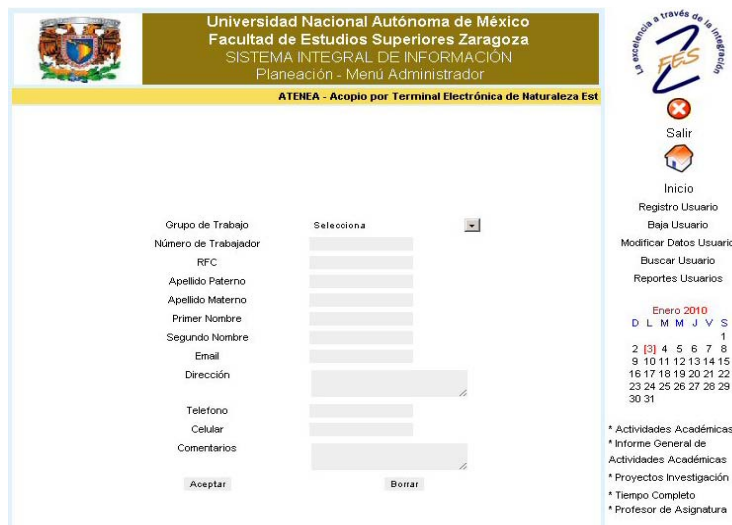 Universidad Nacional Autónoma de México
Facultad de Estudios Superiores Zaragoza
SISTEMA INTEGRAL DE INFORMACIÓN
Planeación - Menú Administrador
ATENEA - Acopio por Terminal Electrónica de Naturaleza Est
Grupo de Trabajo Selecciona
Número de Trabajador
RFC
Apellido Paterno
Apellido Materno
Primer Nombre
Segundo Nombre
Email
Dirección
Telefono
Celular
Comentarios
Aceptar Borrar
La excelencia a través de la integración
FES
Salir
Inicio
Registro Usuario
Baja Usuario
Modificar Datos Usuario
Buscar Usuario
Reportes Usuarios
Enero 2010
D L M M J V S
1
2 [3] 4 5 6 7 8
9 10 11 12 13 14 15
16 17 18 19 20 21 22
23 24 25 26 27 28 29
30 31
* Actividades Académicas
* Informe General de
Actividades Académicas
* Proyectos Investigación
* Tiempo Completo
* Profesor de Asignatura